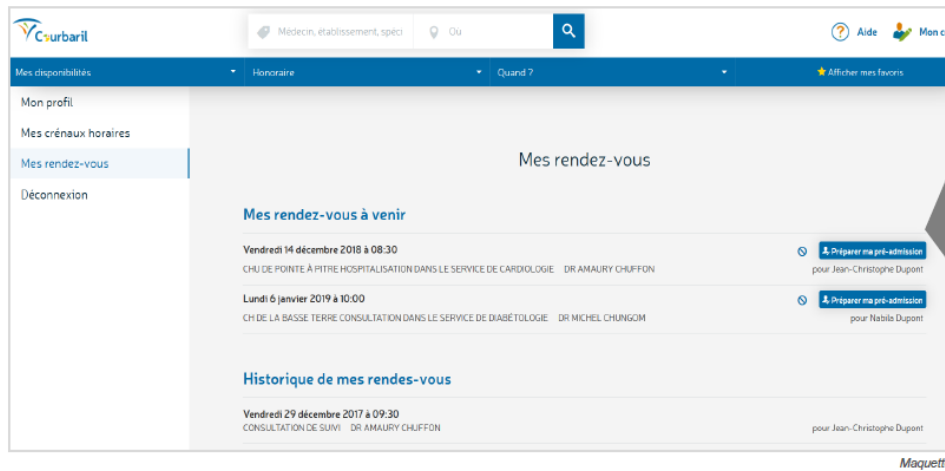 Courbaril
Médecin, établissement, spéci
Où
Aide
Mon c
Mes disponibilités
Honoraire
Quand ?
Afficher mes favoris
Mon profil
Mes crénaux horaires
Mes rendez-vous
Déconnexion
Mes rendez-vous
Mes rendez-vous à venir
Vendredi 14 décembre 2018 à 08:30
Préparer ma pré-admission
CHU DE POINTE À PITRE HOSPITALISATION DANS LE SERVICE DE CARDIOLOGIE DR AMAURY CHUFFON
pour Jean-Christophe Dupont
Lundi 6 janvier 2019 à 10:00
Préparer ma pré-admission
CH DE LA BASSE TERRE CONSULTATION DANS LE SERVICE DE DIABÉTOLOGIE DR MICHEL CHUNGOM
pour Nabila Dupont
Historique de mes rendes-vous
Vendredi 29 décembre 2017 à 09:30
CONSULTATION DE SUIVI DR AMAURY CHUFFON
pour Jean-Christophe Dupont
Maquett